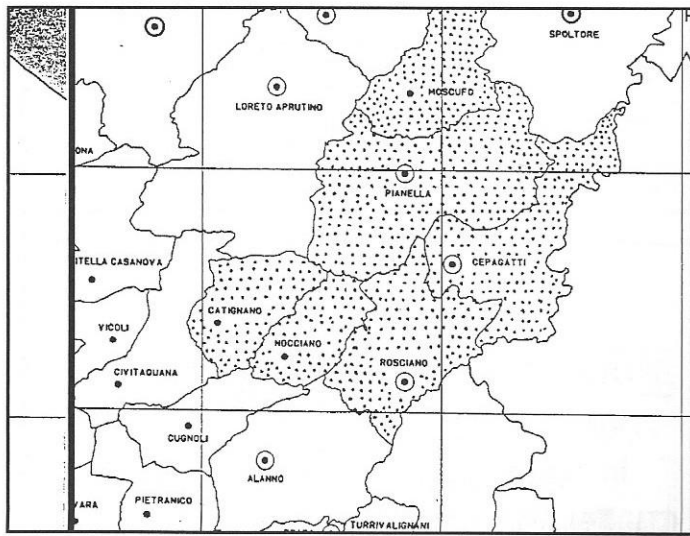 SPOLTORE
MOSCUFO
LORETO APRUTINO
ONA
PIANELLA
ITELLA CASANOVA
CEPAGATTI
CATIGNANO
VICOLI
NOCCIANO
ROSCIANO
CIVITAQUANA
CUGNOLI
ALANNO
VARA
PIETRANICO
TURRIVALIGNANI